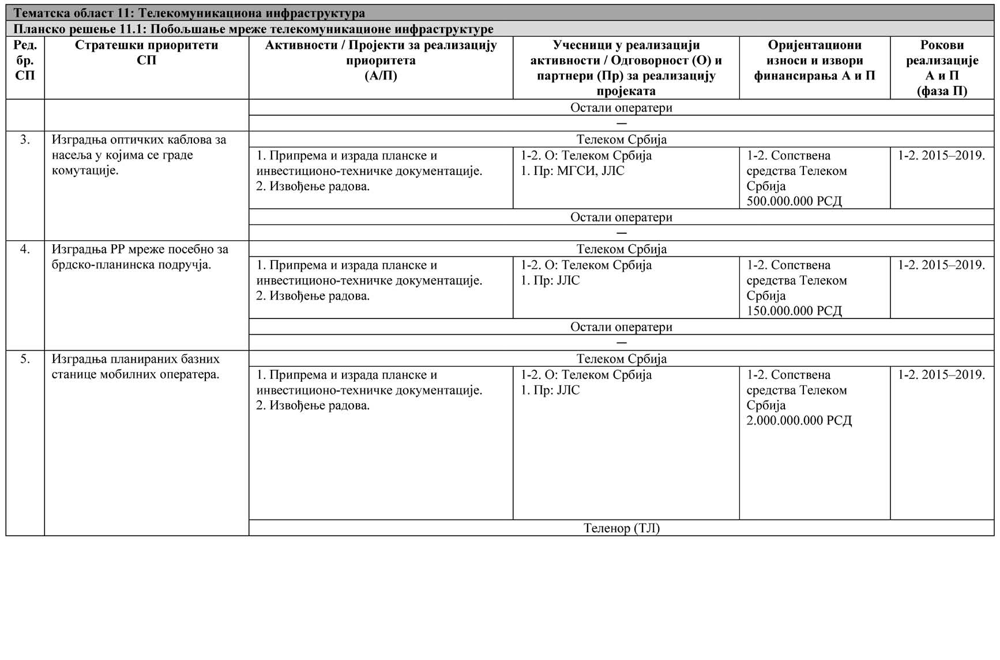 Тематска област 11: Телекомуникациона инфраструктура
Планско решење 11.1: Побољшање мреже телекомуникационе инфраструктуре
Ред.
бр.
СП
Стратешки приоритети
СП
Активности / Пројекти за реализацију
приоритета
(А/П)
Учесници у реализацији
активности / Одговорност (О) и
партнери (Пр) за реализацију
пројеката
Оријентациони
износи и извори
финансирања А и П
Рокови
реализације
А и П
(фаза П)
Остали оператери
—
3.
Изградња оптичких каблова за
насеља у којима се граде
комутације.
Телеком Србија
1. Припрема и израда планске и
инвестиционо-техничке документације.
2. Извођење радова.
1-2. О: Телеком Србија
1. Пр: МГСИ, ЈЛС
1-2. Сопствена
средства Телеком
Србија
500.000.000 РСД
1-2. 2015–2019.
Остали оператери
—
4.
Изградња РР мреже посебно за
брдско-планинска подручја.
Телеком Србија
1. Припрема и израда планске и
инвестиционо-техничке документације.
2. Извођење радова.
1-2. О: Телеком Србија
1. Пр: ЈЛС
1-2. Сопствена
средства Телеком
Србија
150.000.000 РСД
1-2. 2015–2019.
Остали оператери
—
5.
Изградња планираних базних
станице мобилних оператера.
Телеком Србија
1. Припрема и израда планске и
инвестиционо-техничке документације.
2. Извођење радова.
1-2. О: Телеком Србија
1. Пр: ЈЛС
1-2. Сопствена
средства Телеком
Србија
2.000.000.000 РСД
1-2. 2015–2019.
Теленор (ТЛ)